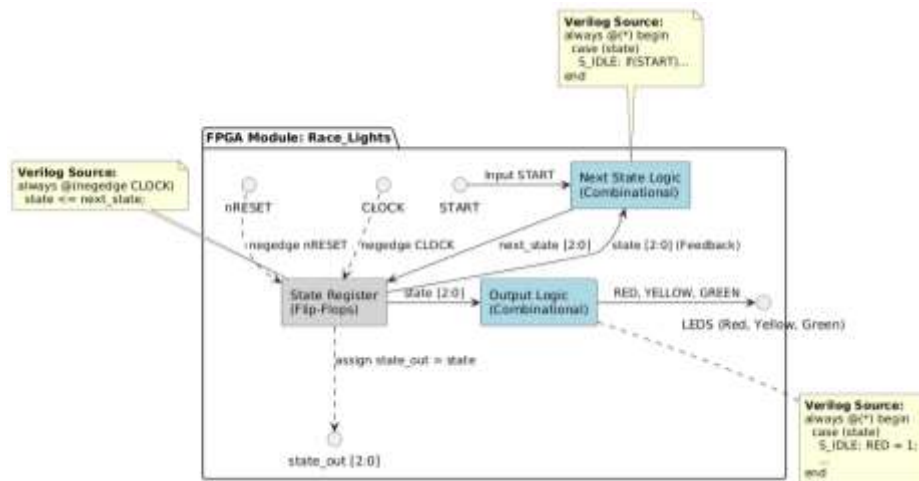 Verilog Source:
always @(*) begin
case (state)
S_IDLE: if(START)...
end
FPGA Module: Race_Lights
Verilog Source:
always @(negedge CLOCK)
state <= next_state;
nRESET
CLOCK
START
Input START
Next State Logic
(Combinational)
negedge nRESET
negedge CLOCK
next_state [2:0]
state [2:0] (Feedback)
State Register
(Flip-Flops)
state [2:0]
Output Logic
(Combinational)
RED, YELLOW, GREEN
LEDS (Red, Yellow, Green)
assign state_out = state
state_out [2:0]
Verilog Source:
always @(*) begin
case (state)
S_IDLE: RED = 1;
...
end